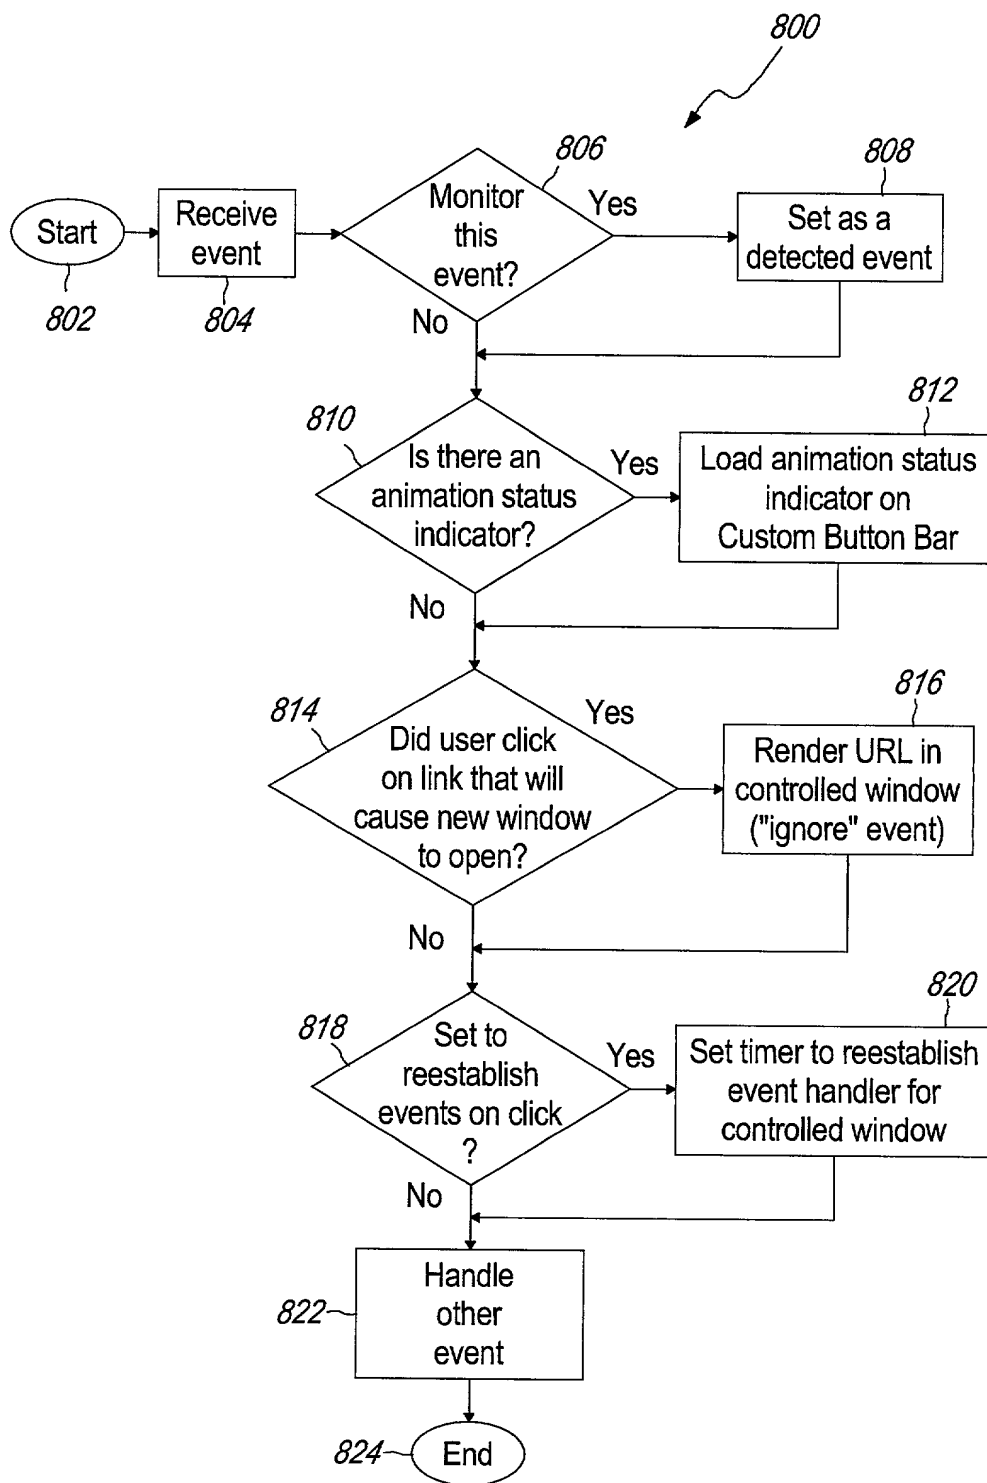 800
806
808
Start
Receive
event
Monitor
this
event?
Yes
Set as a
detected event
802
804
No
810
812
Is there an
animation status
indicator?
Yes
Load animation status
indicator on
Custom Button Bar
No
814
816
Did user click
on link that will
cause new window
to open?
Yes
Render URL in
controlled window
("ignore" event)
No
818
820
Set to
reestablish
events on click
?
Yes
Set timer to reestablish
event handler for
controlled window
No
822
Handle
other
event
824
End